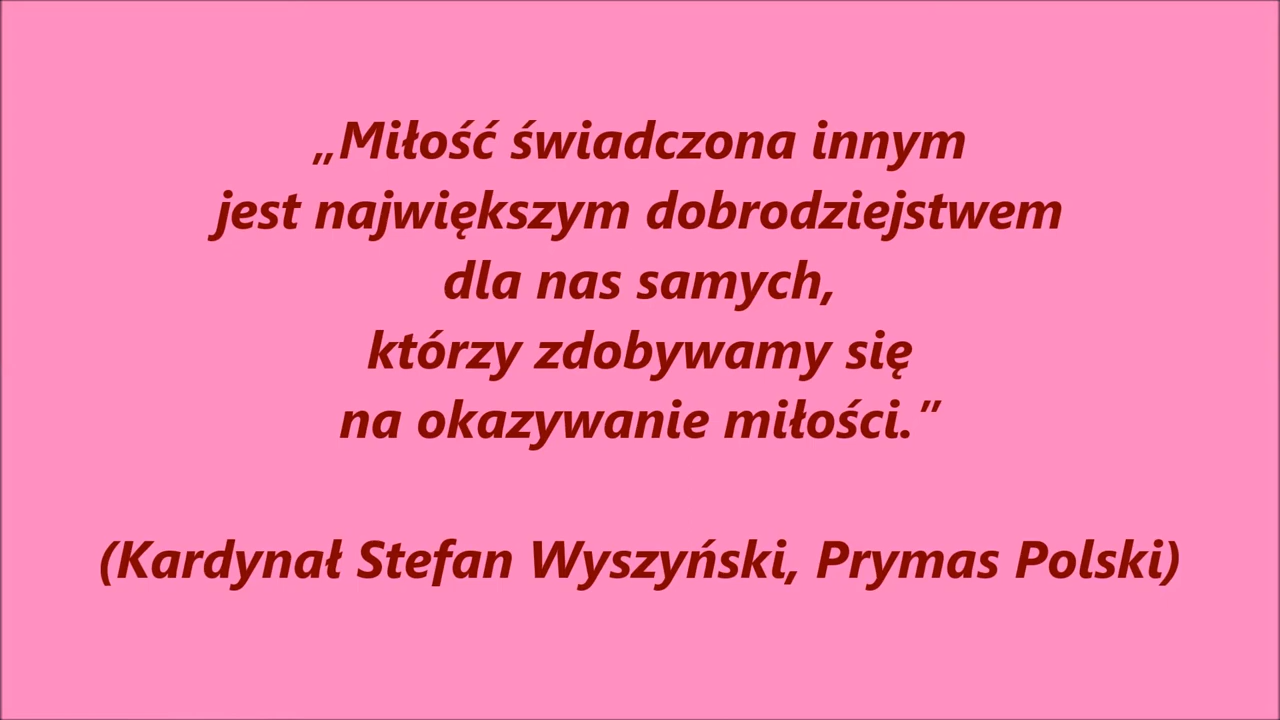 „Miłość świadczona innym
jest największym dobrodziejstwem
dla nas samych,
którzy zdobywamy się
na okazywanie miłości.”
(Kardynał Stefan Wyszyński, Prymas Polski)